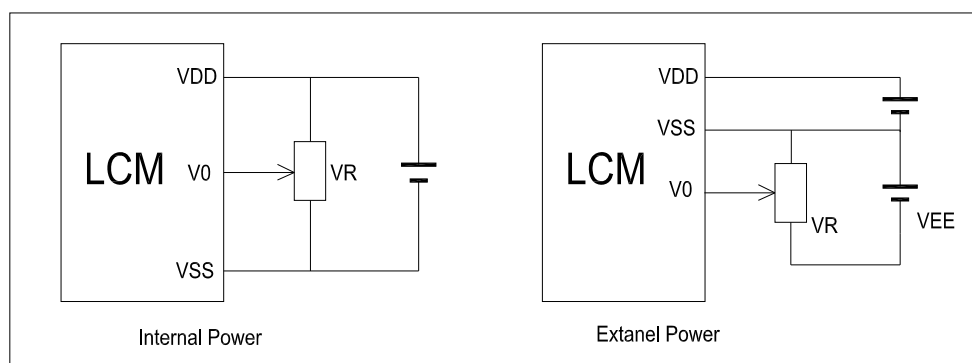 VDD
LCM
V0
VR
VSS
Internal Power
VDD
VSS
LCM
V0
VR
VEE
Extanel Power